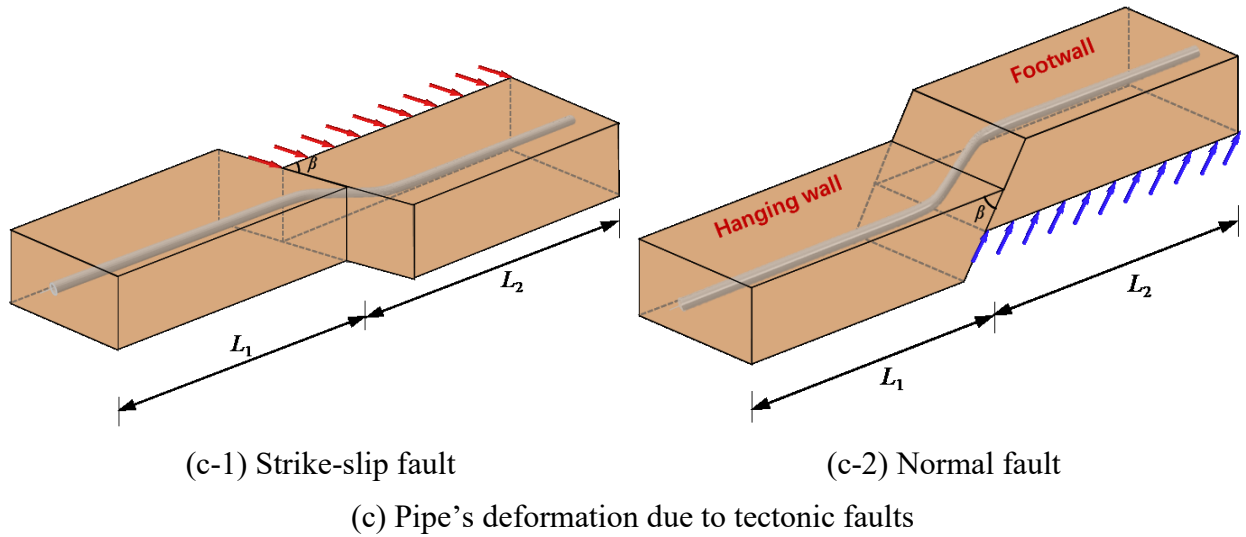 β
L₂
L₁
(c-1) Strike-slip fault
Footwall
Hanging wall
β
L₂
L₁
(c-2) Normal fault
(c) Pipe’s deformation due to tectonic faults